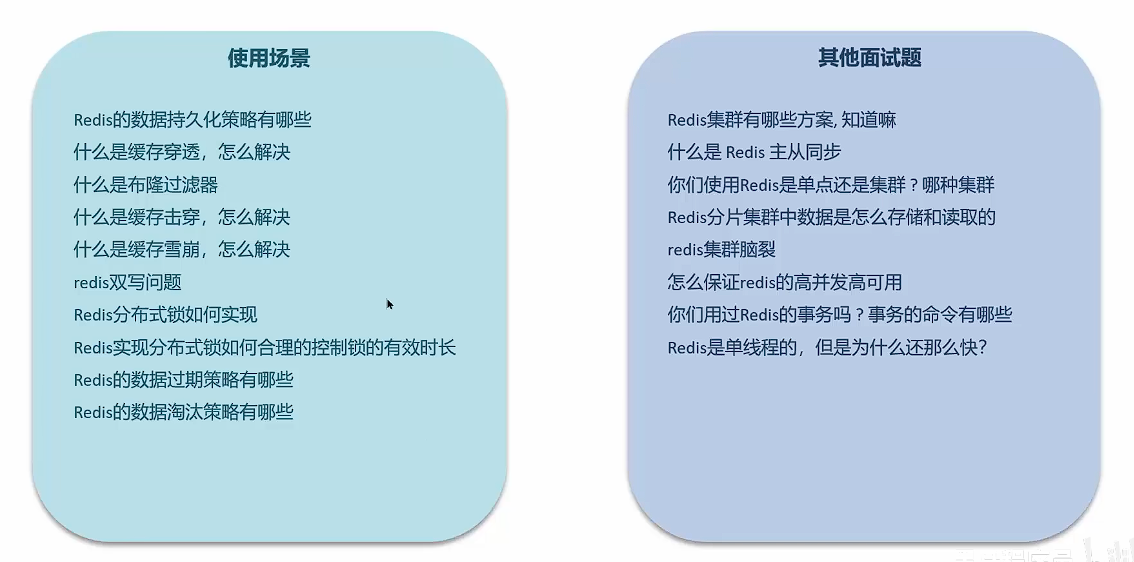 使用场景
Redis的数据持久化策略有哪些
什么是缓存穿透，怎么解决
什么是布隆过滤器
什么是缓存击穿，怎么解决
什么是缓存雪崩，怎么解决
redis双写问题
Redis分布式锁如何实现
Redis实现分布式锁如何合理的控制锁的有效时长
Redis的数据过期策略有哪些
Redis的数据淘汰策略有哪些
其他面试题
Redis集群有哪些方案, 知道嘛
什么是 Redis 主从同步
你们使用Redis是单点还是集群？哪种集群
Redis分片集群中数据是怎么存储和读取的
redis集群脑裂
怎么保证redis的高并发高可用
你们用过Redis的事务吗？事务的命令有哪些
Redis是单线程的，但是为什么还那么快?